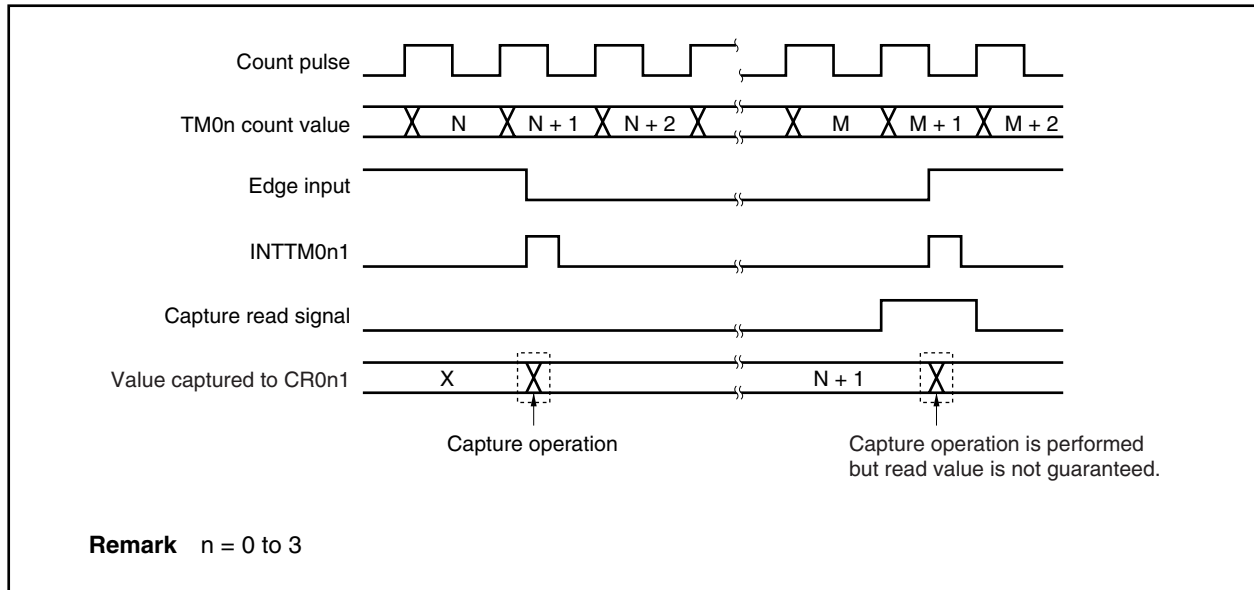 Count pulse
TM0n count value N N + 1 N + 2 M M + 1 M + 2
Edge input
INTTM0n1
Capture read signal
Value captured to CR0n1 X N + 1
Capture operation
Capture operation is performed
but read value is not guaranteed.
Remark n = 0 to 3